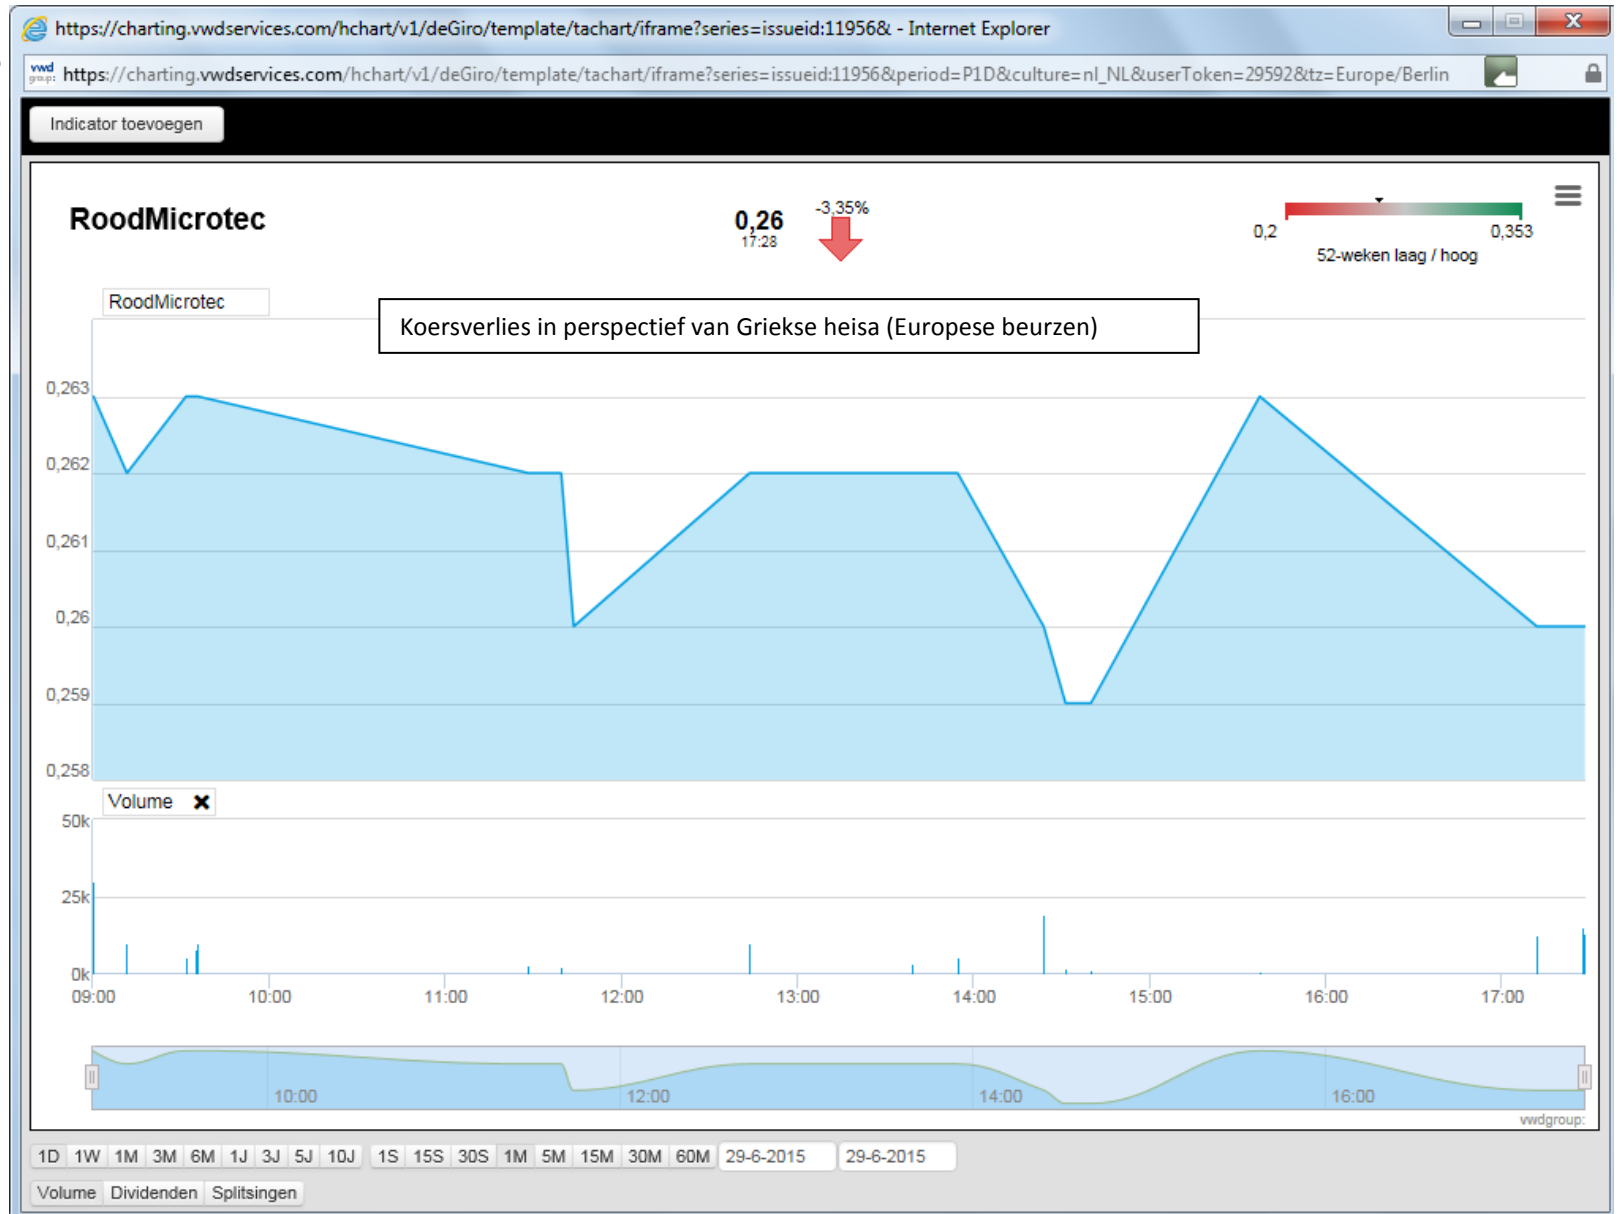 https://charting.vwdservices.com/hchart/v1/deGiro/template/tachart/iframe?series=issueid:11956& - Internet Explorer
vwd group: https://charting.vwdservices.com/hchart/v1/deGiro/template/tachart/iframe?series=issueid:11956&period=P1D&culture=nl_NL&userToken=29592&tz=Europe/Berlin
Indicator toevoegen
RoodMicrotec
0,26
17:28
-3,35%
0,2
0,353
52-weken laag / hoog
RoodMicrotec
Koersverlies in perspectief van Griekse heisa (Europese beurzen)
0,263
0,262
0,261
0,26
0,259
0,258
Volume
50k
25k
0k
09:00 10:00 11:00 12:00 13:00 14:00 15:00 16:00 17:00
10:00 12:00 14:00 16:00
vwdgroup:
1D 1W 1M 3M 6M 1J 3J 5J 10J 1S 15S 30S 1M 5M 15M 30M 60M 29-6-2015 29-6-2015
Volume Dividenden Splitsingen